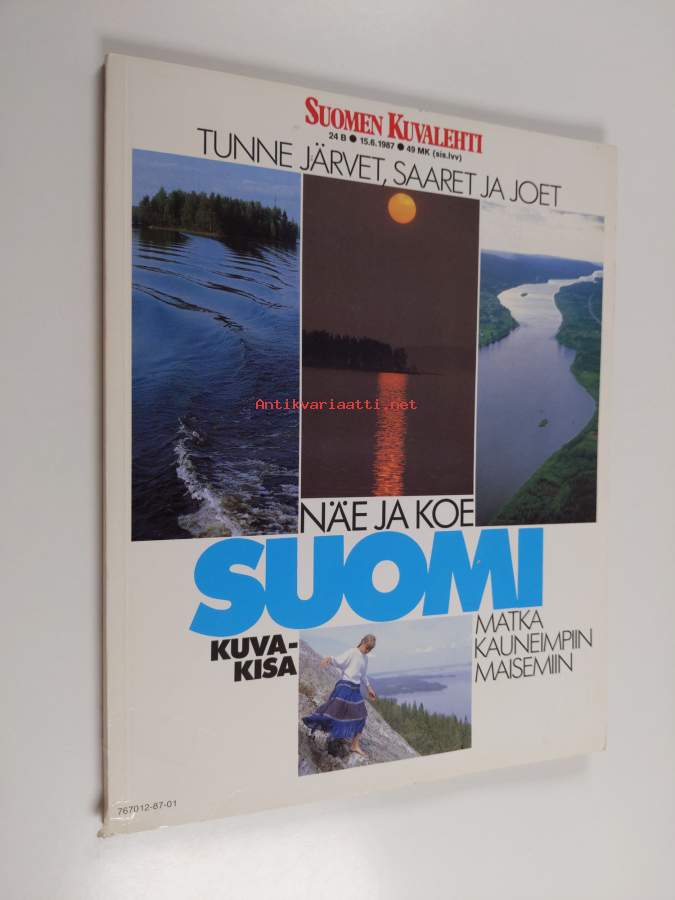 SUOMEN KUVALEHTI
24 B ● 15.6.1987 ● 49 MK (sis.lvv)
TUNNE JÄRVET, SAARET JA JOET
Antikvariaatti.net
NÄE JA KOE
SUOMI
KUVA-
KISA
MATKA
KAUNEIMPIIN
MAISEMIIN
767012-87-01